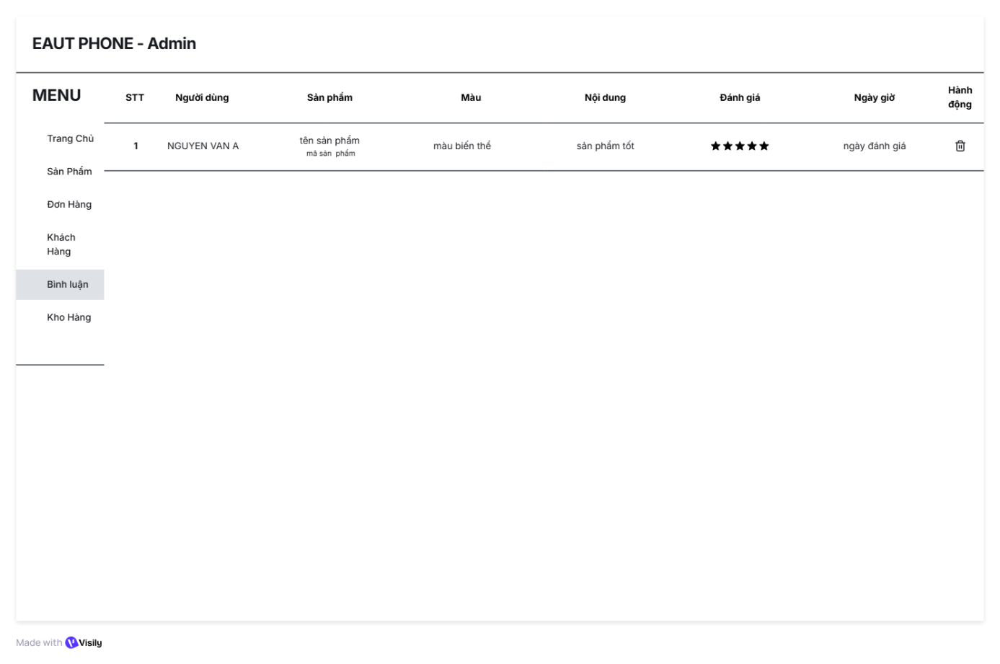 EAUT PHONE - Admin
MENU
Trang Chủ
Sản Phẩm
Đơn Hàng
Khách
Hàng
Bình luận
Kho Hàng
STT Người dùng Sản phẩm Màu Nội dung Đánh giá Ngày giờ Hành động
1 NGUYEN VAN A tên sản phẩm màu biến thể sản phẩm tốt ngày đánh giá
mã sản phẩm
Made with Visily